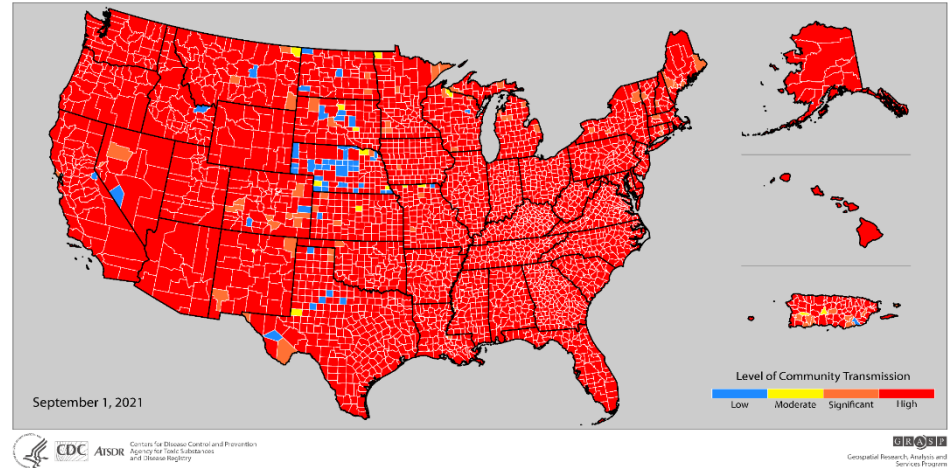 September 1, 2021
Level of Community Transmission
Low Moderate Significant High
CDC
ATSDR
Centers for Disease Control and Prevention
Agency for Toxic Substances
and Disease Registry
GRASP
Geospatial Research, Analysis and
Services Program